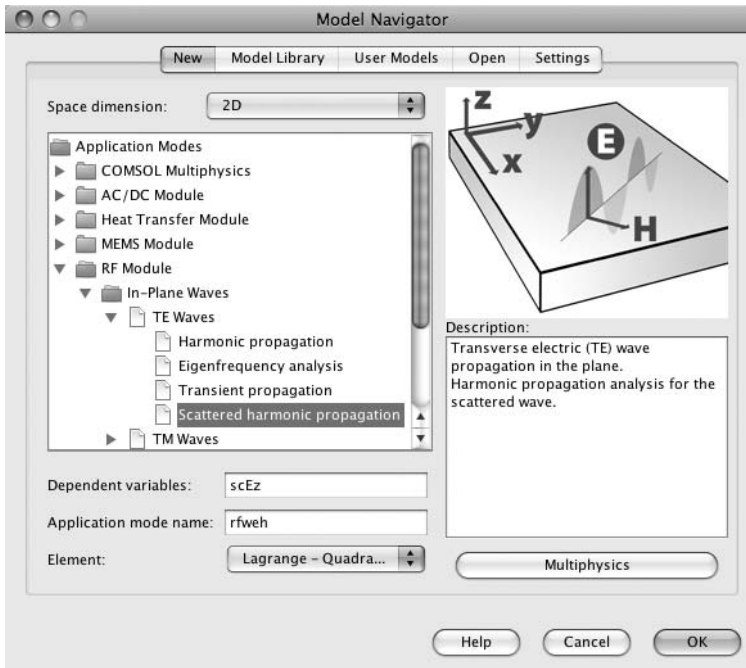 Model Navigator
New Model Library User Models Open Settings
Space dimension: 2D
Application Modes
COMSOL Multiphysics
AC/DC Module
Heat Transfer Module
MEMS Module
RF Module
In-Plane Waves
TE Waves
Harmonic propagation
Eigenfrequency analysis
Transient propagation
Scattered harmonic propagation
TM Waves
Dependent variables: scEz
Application mode name: rfweh
Element: Lagrange - Quadra...
z
y
x
E
H
Description:
Transverse electric (TE) wave
propagation in the plane.
Harmonic propagation analysis for the
scattered wave.
Multiphysics
Help Cancel OK